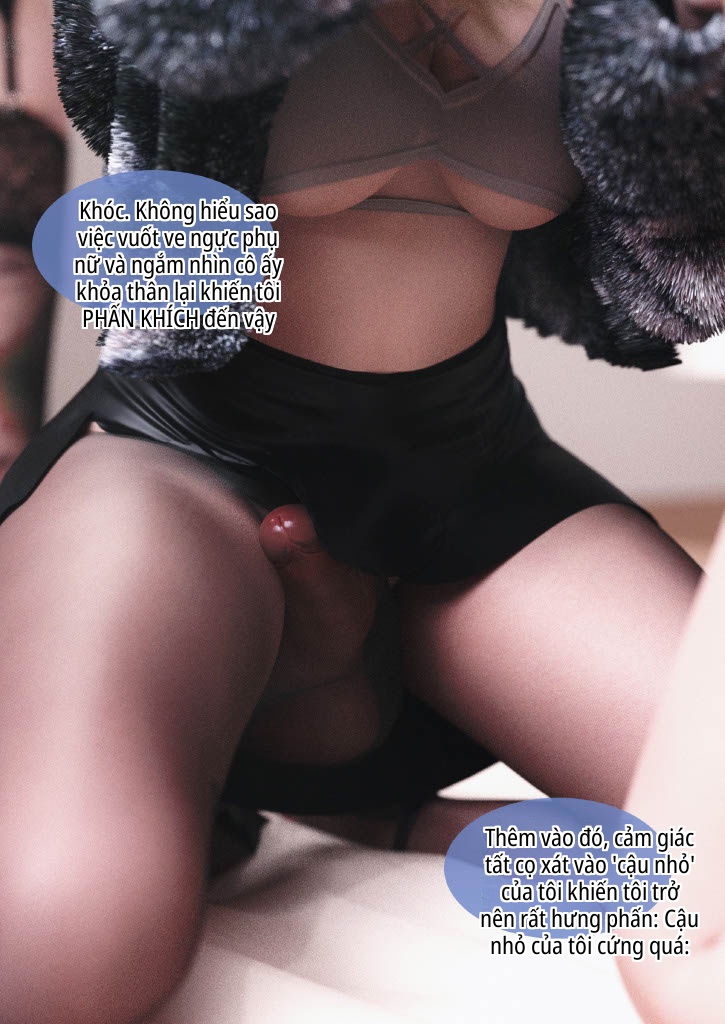 Khóc. Không hiểu sao
việc vuốt ve ngực phụ
nữ và ngắm nhìn cô ấy
khỏa thân lại khiến tôi
PHẤN KHÍCH đến vậy
Thêm vào đó, cảm giác
tất cọ xát vào 'cậu nhỏ'
của tôi khiến tôi trở
nên rất hưng phấn: Cậu
nhỏ của tôi cứng quá: